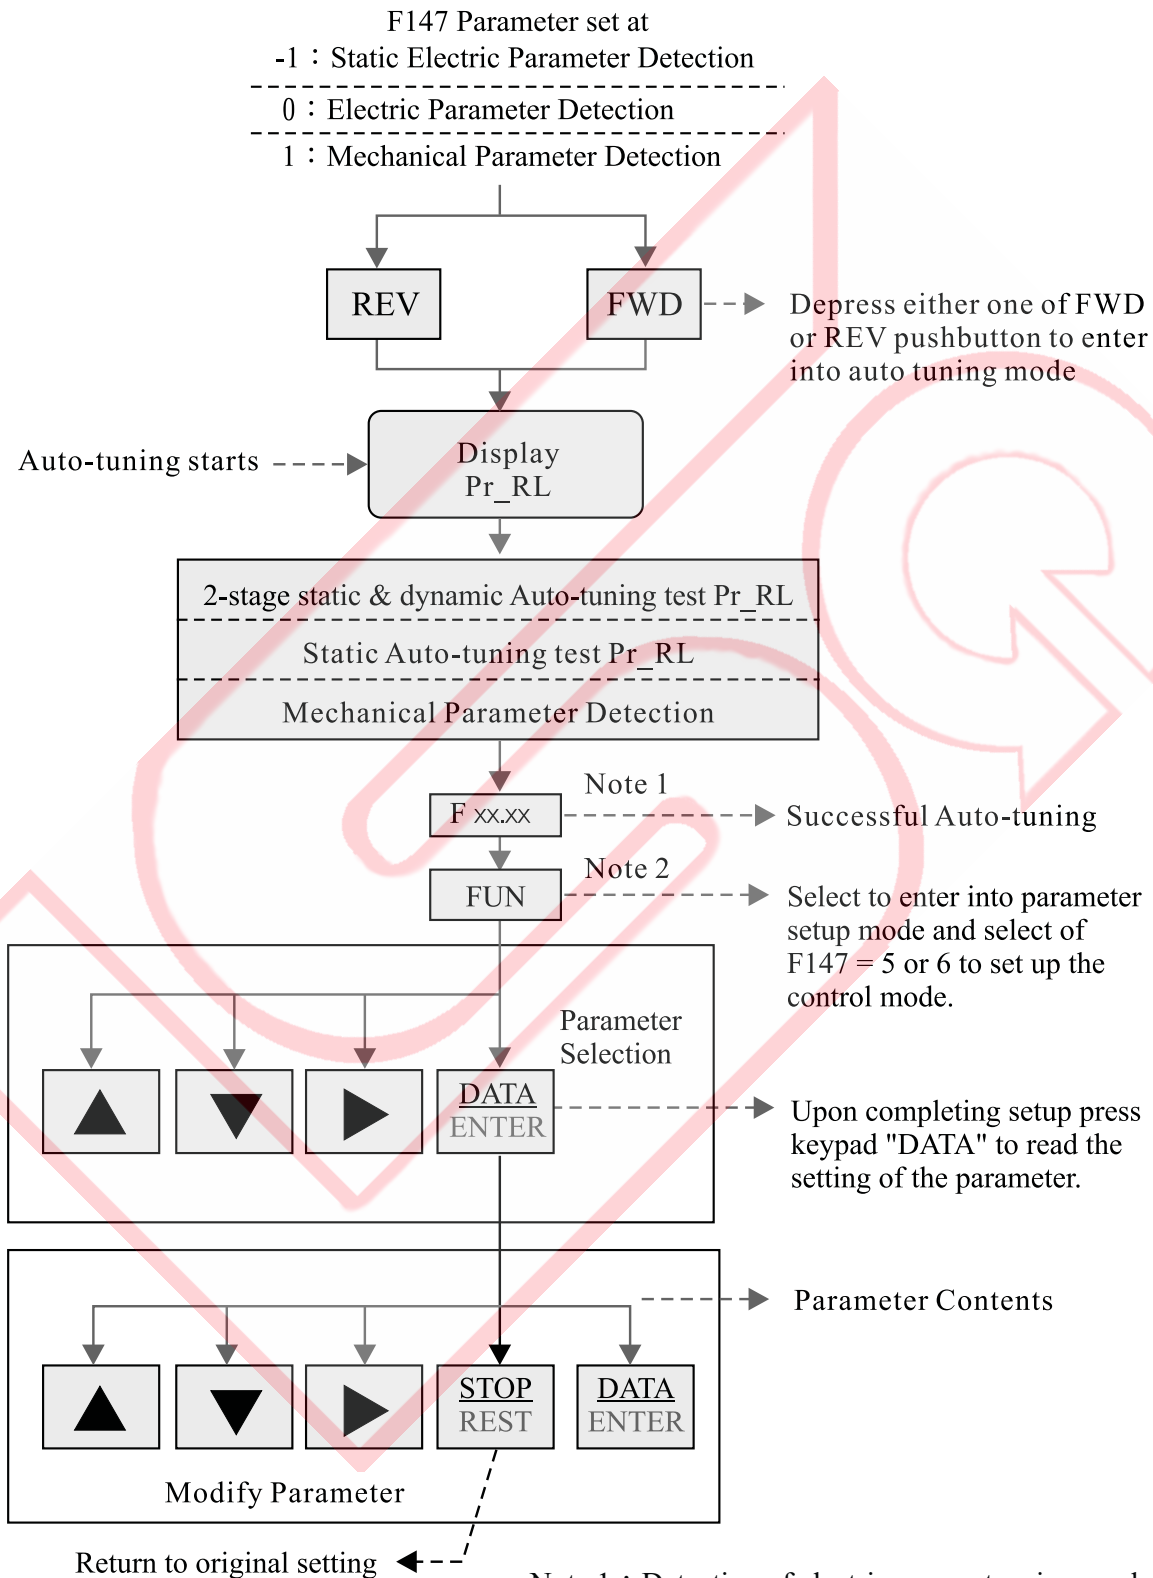 F147 Parameter set at
-1：Static Electric Parameter Detection
0：Electric Parameter Detection
1：Mechanical Parameter Detection
REV
FWD
Depress either one of FWD
or REV pushbutton to enter
into auto tuning mode
Auto-tuning starts
Display
Pr_RL
2-stage static & dynamic Auto-tuning test Pr_RL
Static Auto-tuning test Pr_RL
Mechanical Parameter Detection
Note 1
F xx.xx
Successful Auto-tuning
Note 2
FUN
Select to enter into parameter
setup mode and select of
F147 = 5 or 6 to set up the
control mode.
Parameter
Selection
DATA
ENTER
Upon completing setup press
keypad "DATA" to read the
setting of the parameter.
Parameter Contents
STOP
REST
DATA
ENTER
Modify Parameter
Return to original setting